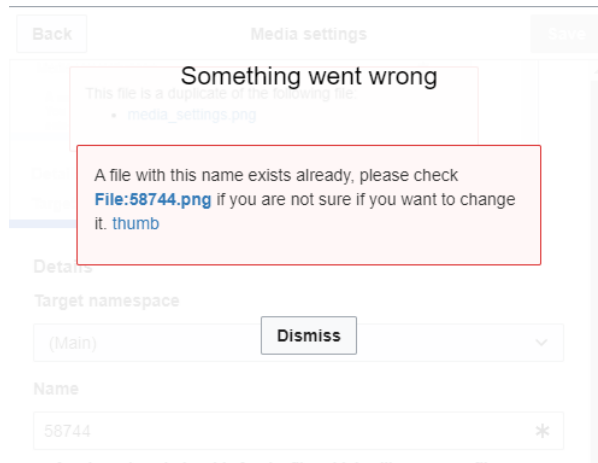 Back
Media settings
Save
Something went wrong
This file is a duplicate of the following file:
media_settings.png
A file with this name exists already, please check
File:58744.png if you are not sure if you want to change
it. thumb
Details
Target namespace
(Main)
Dismiss
Name
58744